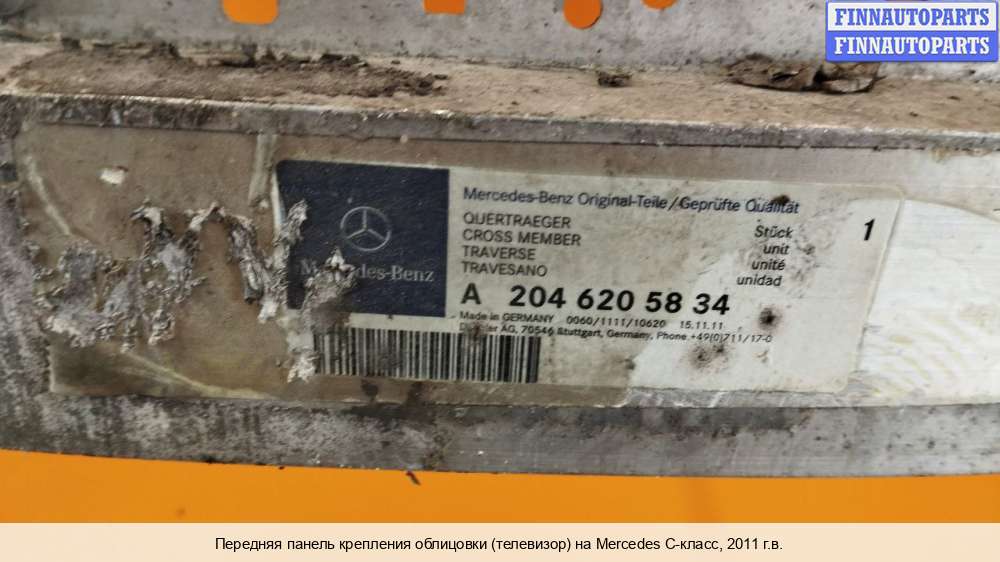 FINNAUTOPARTS
FINNAUTOPARTS
Mercedes-Benz Original-Teile/Geprüfte Qualität
QUERTRAEGER
CROSS MEMBER
TRAVERSE
TRAVESANO
Stück
unit
unité
unidad
1
Mercedes-Benz
A 204 620 58 34
Made in GERMANY 0060/1111/10620 15.11.11
Daimler AG, 70546 Stuttgart, Germany, Phone +49(0)711/17-0
Передняя панель крепления облицовки (телевизор) на Mercedes C-класс, 2011 г.в.